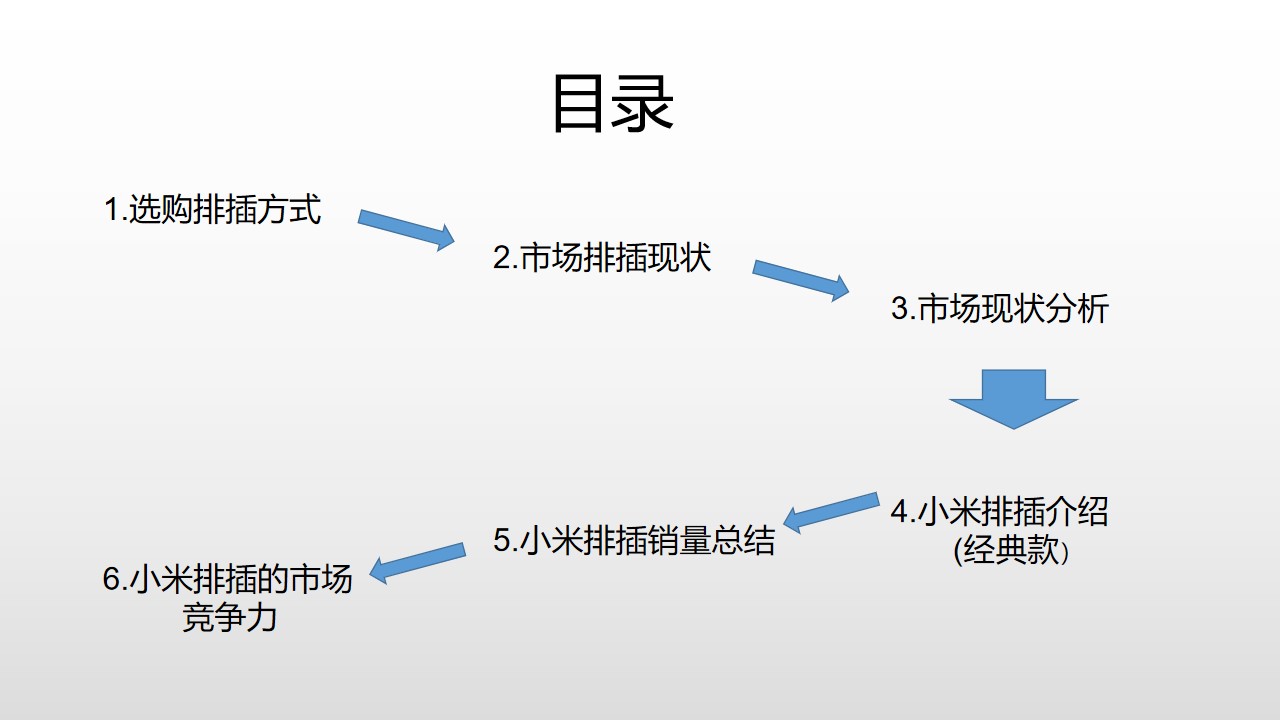 目录
1.选购排插方式
2.市场排插现状
3.市场现状分析
4.小米排插介绍
(经典款）
5.小米排插销量总结
6.小米排插的市场
竞争力